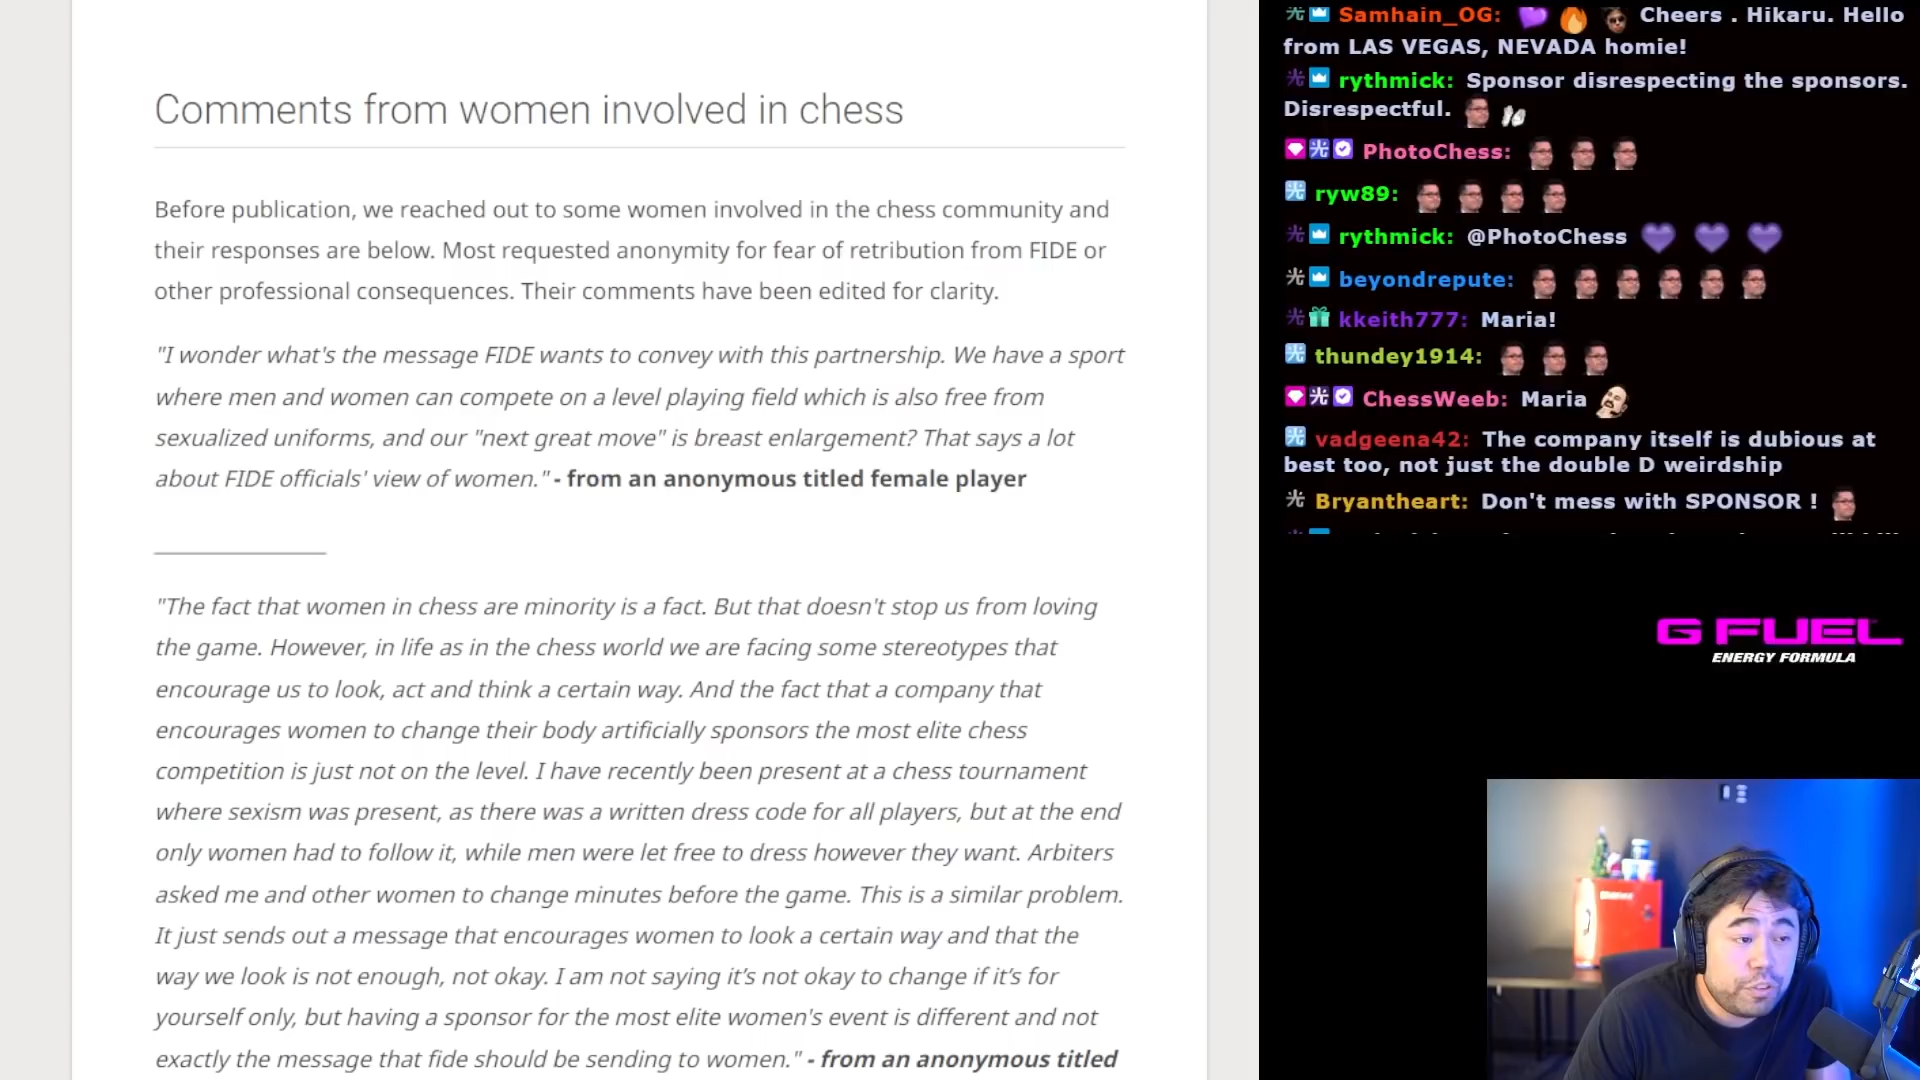 Comments from women involved in chess
Before publication, we reached out to some women involved in the chess community and
their responses are below. Most requested anonymity for fear of retribution from FIDE or
other professional consequences. Their comments have been edited for clarity.
"I wonder what's the message FIDE wants to convey with this partnership. We have a sport
where men and women can compete on a level playing field which is also free from
sexualized uniforms, and our "next great move" is breast enlargement? That says a lot
about FIDE officials' view of women." - from an anonymous titled female player
"The fact that women in chess are minority is a fact. But that doesn't stop us from loving
the game. However, in life as in the chess world we are facing some stereotypes that
encourage us to look, act and think a certain way. And the fact that a company that
encourages women to change their body artificially sponsors the most elite chess
competition is just not on the level. I have recently been present at a chess tournament
where sexism was present, as there was a written dress code for all players, but at the end
only women had to follow it, while men were let free to dress however they want. Arbiters
asked me and other women to change minutes before the game. This is a similar problem.
It just sends out a message that encourages women to look a certain way and that the
way we look is not enough, not okay. I am not saying it’s not okay to change if it’s for
yourself only, but having a sponsor for the most elite women's event is different and not
exactly the message that fide should be sending to women." - from an anonymous titled
Samhain_OG: Cheers . Hikaru. Hello
from LAS VEGAS, NEVADA homie!
rythmick: Sponsor disrespecting the sponsors.
Disrespectful.
PhotoChess:
ryw89:
rythmick: @PhotoChess
beyondrepute:
kkeith777: Maria!
thundey1914:
ChessWeeb: Maria
vadgeena42: The company itself is dubious at
best too, not just the double D weirdship
Bryantheart: Don't mess with SPONSOR !
G FUEL
ENERGY FORMULA